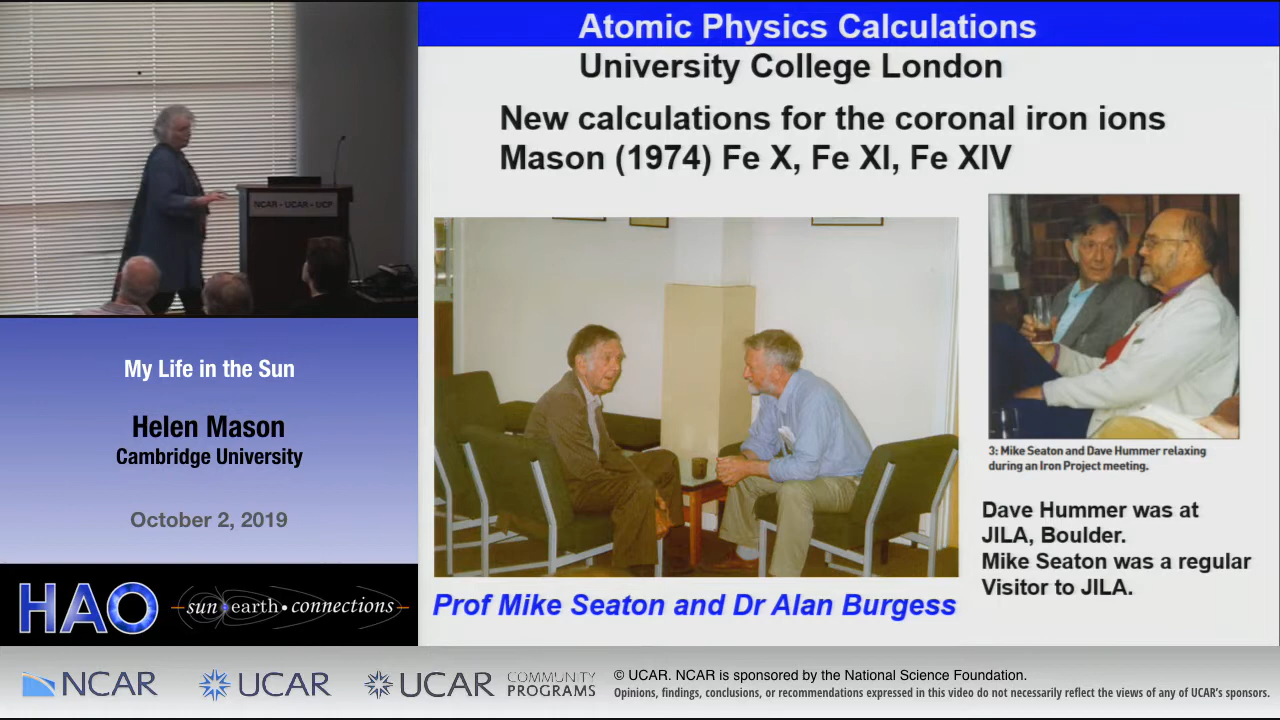 NCAR • UCAR • UCP
My Life in the Sun
Helen Mason
Cambridge University
October 2, 2019
HAO
sun earth • connections
Atomic Physics Calculations
University College London
New calculations for the coronal iron ions
Mason (1974) Fe X, Fe XI, Fe XIV
3: Mike Seaton and Dave Hummer relaxing
during an Iron Project meeting.
Dave Hummer was at
JILA, Boulder.
Mike Seaton was a regular
Visitor to JILA.
Prof Mike Seaton and Dr Alan Burgess
NCAR
UCAR
UCAR
COMMUNITY
PROGRAMS
© UCAR. NCAR is sponsored by the National Science Foundation.
Opinions, findings, conclusions, or recommendations expressed in this video do not necessarily reflect the views of any of UCAR's sponsors.